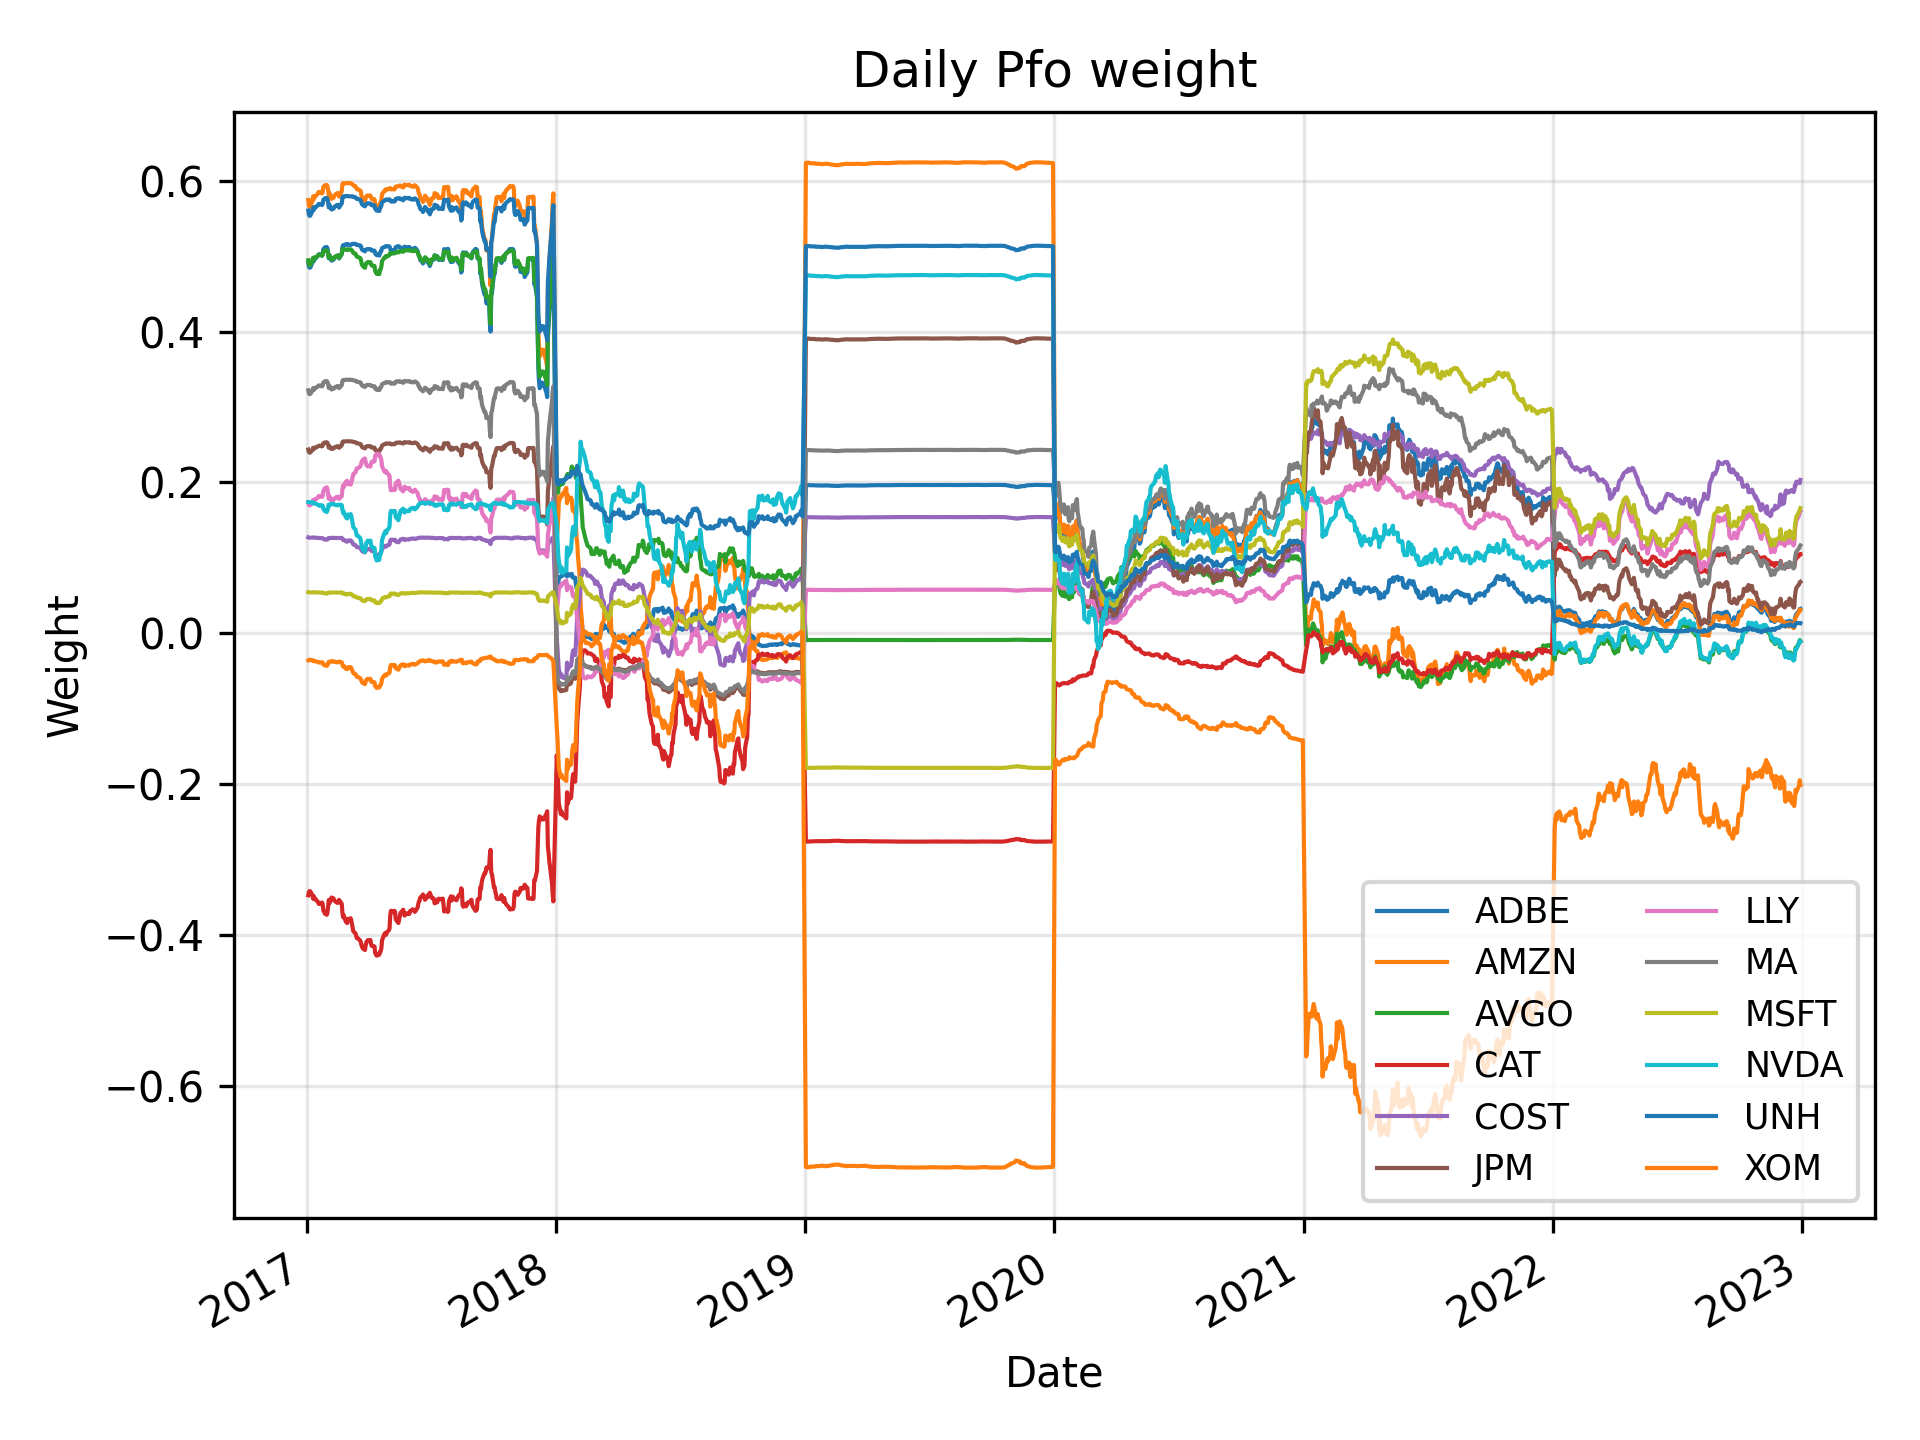 Daily Pfo weight
Weight
0.6
0.4
0.2
0.0
−0.2
−0.4
−0.6
ADBE
AMZN
AVGO
CAT
COST
JPM
LLY
MA
MSFT
NVDA
UNH
XOM
2017
2018
2019
2020
2021
2022
2023
Date